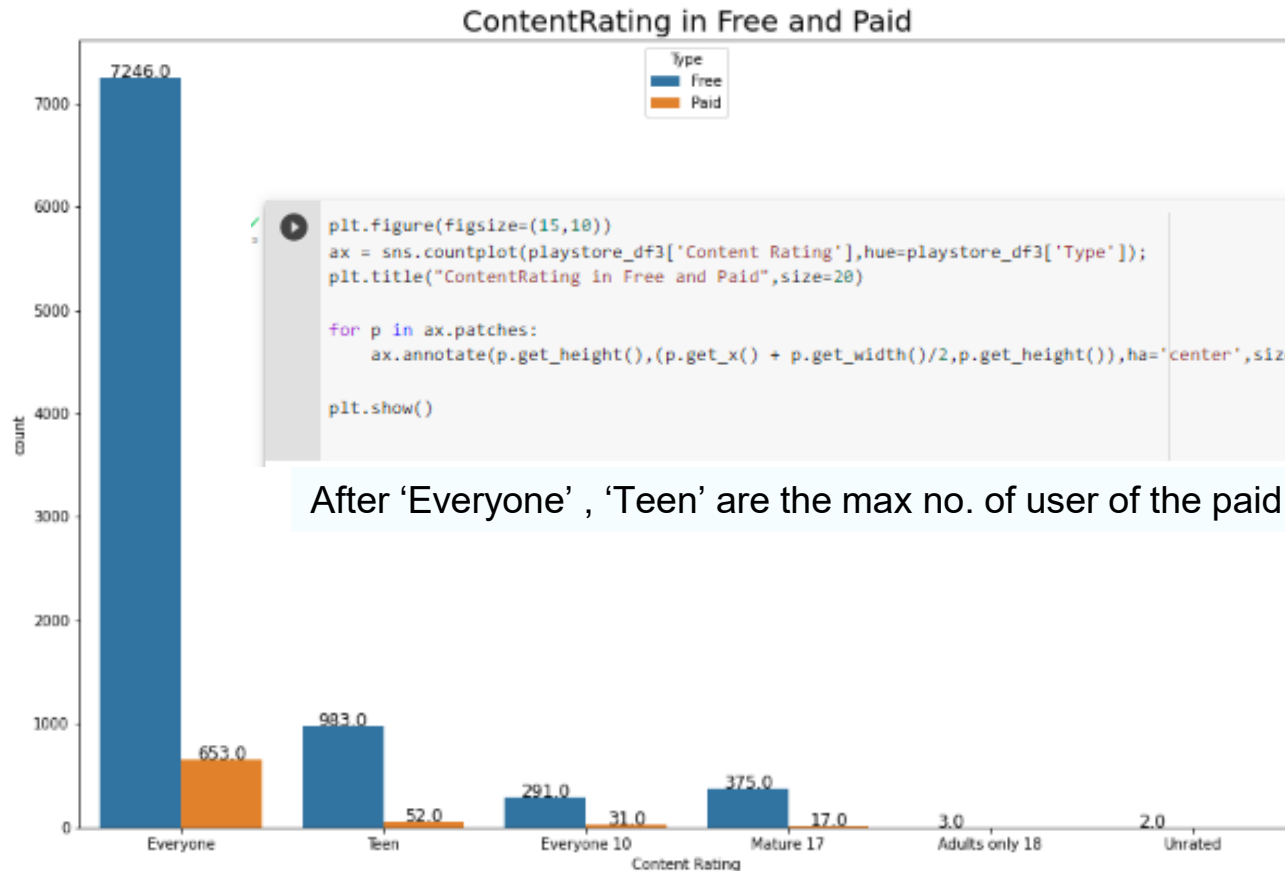 ContentRating in Free and Paid
Type
Free
Paid
7246.0
7000
6000
5000
4000
3000
2000
1000
0
count
plt.figure(figsize=(15,10))
ax = sns.countplot(playstore_df3['Content Rating'],hue=playstore_df3['Type']);
plt.title("ContentRating in Free and Paid",size=20)
for p in ax.patches:
ax.annotate(p.get_height(),(p.get_x() + p.get_width()/2,p.get_height()),ha='center',siz
plt.show()
After ‘Everyone’ , ‘Teen’ are the max no. of user of the paid
653.0
983.0
52.0
291.0
31.0
375.0
17.0
3.0
2.0
Everyone
Teen
Everyone 10
Mature 17
Adults only 18
Unrated
Content Rating